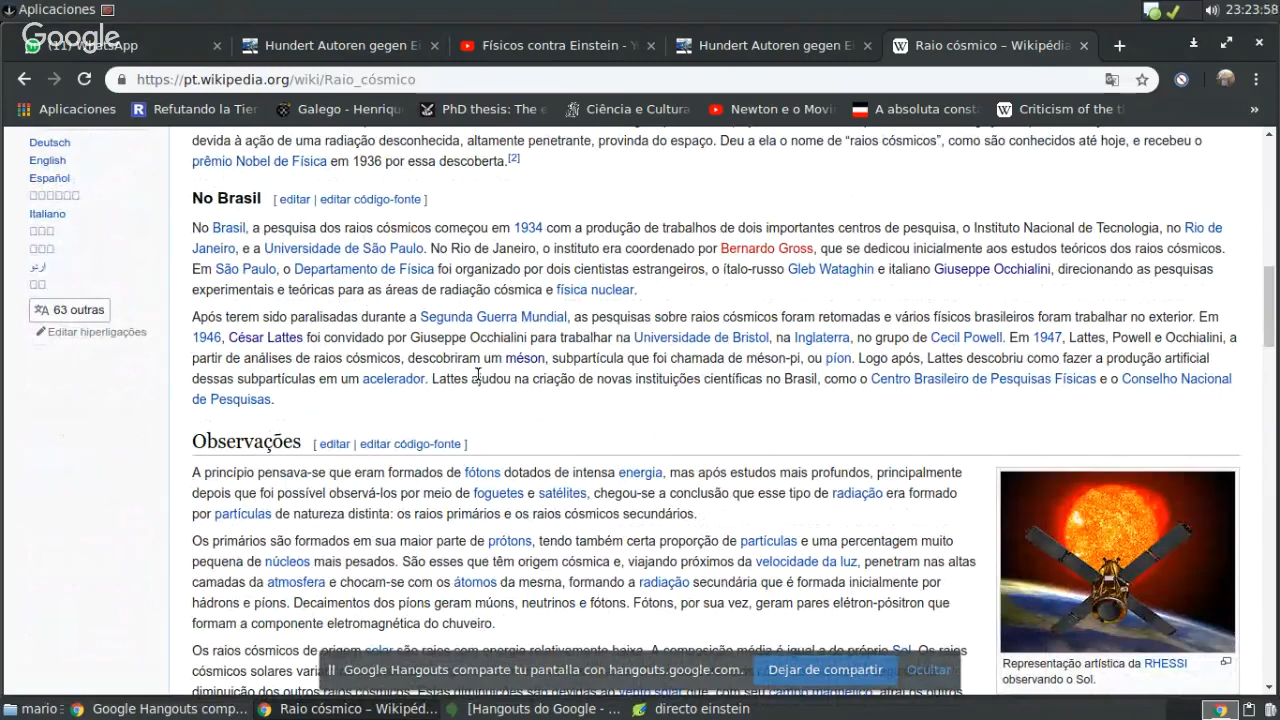 Aplicaciones
23:23:58
Google
(11) WhatsApp
Hundert Autoren gegen Ei
Físicos contra Einstein - Y
Hundert Autoren gegen Ei
Raio cósmico – Wikipédia
https://pt.wikipedia.org/wiki/Raio_cósmico
Aplicaciones
Refutando la Tier
Galego - Henriqu
PhD thesis: The e
Ciência e Cultura
Newton e o Movi
A absoluta const
Criticism of the t
»
Deutsch
English
Español
Italiano
اردو
63 outras
Editar hiperligações
devida à ação de uma radiação desconhecida, altamente penetrante, provinda do espaço. Deu a ela o nome de “raios cósmicos”, como são conhecidos até hoje, e recebeu o
prêmio Nobel de Física em 1936 por essa descoberta.[2]
No Brasil [ editar | editar código-fonte ]
No Brasil, a pesquisa dos raios cósmicos começou em 1934 com a produção de trabalhos de dois importantes centros de pesquisa, o Instituto Nacional de Tecnologia, no Rio de
Janeiro, e a Universidade de São Paulo. No Rio de Janeiro, o instituto era coordenado por Bernardo Gross, que se dedicou inicialmente aos estudos teóricos dos raios cósmicos.
Em São Paulo, o Departamento de Física foi organizado por dois cientistas estrangeiros, o ítalo-russo Gleb Wataghin e italiano Giuseppe Occhialini, direcionando as pesquisas
experimentais e teóricas para as áreas de radiação cósmica e física nuclear.
Após terem sido paralisadas durante a Segunda Guerra Mundial, as pesquisas sobre raios cósmicos foram retomadas e vários físicos brasileiros foram trabalhar no exterior. Em
1946, César Lattes foi convidado por Giuseppe Occhialini para trabalhar na Universidade de Bristol, na Inglaterra, no grupo de Cecil Powell. Em 1947, Lattes, Powell e Occhialini, a
partir de análises de raios cósmicos, descobriram um méson, subpartícula que foi chamada de méson-pi, ou píon. Logo após, Lattes descobriu como fazer a produção artificial
dessas subpartículas em um acelerador. Lattes ajudou na criação de novas instituições científicas no Brasil, como o Centro Brasileiro de Pesquisas Físicas e o Conselho Nacional
de Pesquisas.
Observações [ editar | editar código-fonte ]
A princípio pensava-se que eram formados de fótons dotados de intensa energia, mas após estudos mais profundos, principalmente
depois que foi possível observá-los por meio de foguetes e satélites, chegou-se a conclusão que esse tipo de radiação era formado
por partículas de natureza distinta: os raios primários e os raios cósmicos secundários.
Os primários são formados em sua maior parte de prótons, tendo também certa proporção de partículas e uma percentagem muito
pequena de núcleos mais pesados. São esses que têm origem cósmica e, viajando próximos da velocidade da luz, penetram nas altas
camadas da atmosfera e chocam-se com os átomos da mesma, formando a radiação secundária que é formada inicialmente por
hádrons e píons. Decaimentos dos píons geram múons, neutrinos e fótons. Fótons, por sua vez, geram pares elétron-pósitron que
formam a componente eletromagnética do chuveiro.
Os raios cósmicos de origem solar são raios com energia relativamente baixa. A composição média é igual a do próprio Sol. Os raios
cósmicos solares
diminuição dos outros raios cósmicos. Estas diminuições são devidas ao vento solar que, com seu campo magnético, afrai os outros
Representação artística da RHESSI
observando o Sol.
Google Hangouts comparte tu pantalla con hangouts.google.com.
Dejar de compartir
Ocultar
mario
Google Hangouts comp...
Raio cósmico – Wikipéd...
[Hangouts do Google - ...
directo einstein